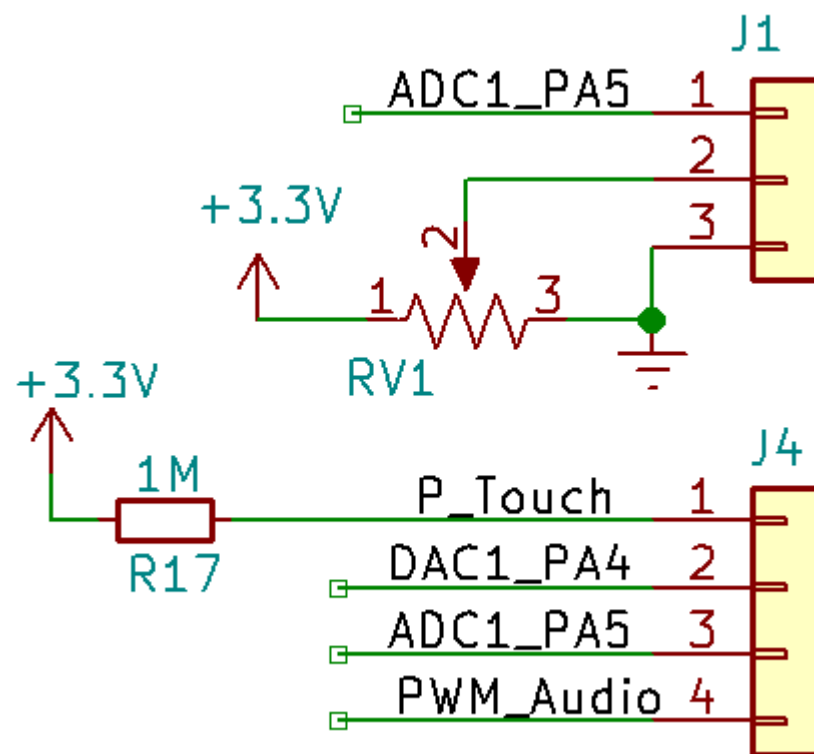 J1
ADC1_PA5 1
2
+3.3V
2
3
1 3
RV1
+3.3V
J4
1M
P_Touch 1
R17
DAC1_PA4 2
ADC1_PA5 3
PWM_Audio 4